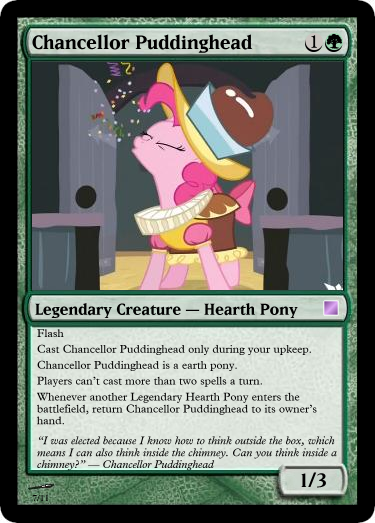 Chancellor Puddinghead 1
Legendary Creature — Hearth Pony
Flash
Cast Chancellor Puddinghead only during your upkeep.
Chancellor Puddinghead is a earth pony.
Players can't cast more than two spells a turn.
Whenever another Legendary Hearth Pony enters the
battlefield, return Chancellor Puddinghead to its owner's
hand.
"I was elected because I know how to think outside the box, which
means I can also think inside the chimney. Can you think inside a
chimney?" — Chancellor Puddinghead
1/3
7/11